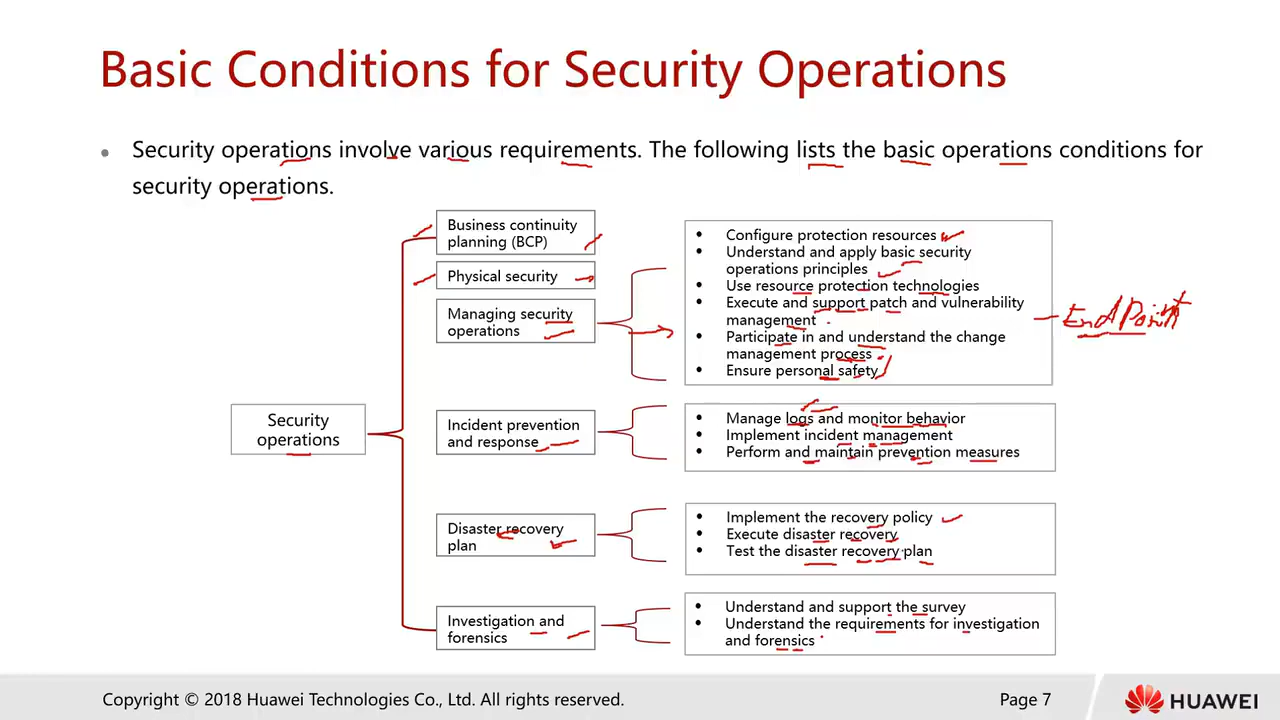 Basic Conditions for Security Operations
• Security operations involve various requirements. The following lists the basic operations conditions for
security operations.
Security
operations
Business continuity
planning (BCP)
Physical security
Managing security
operations
• Configure protection resources
• Understand and apply basic security
operations principles
• Use resource protection technologies
• Execute and support patch and vulnerability
management
• Participate in and understand the change
management process
• Ensure personal safety
EndPoint
Incident prevention
and response
• Manage logs and monitor behavior
• Implement incident management
• Perform and maintain prevention measures
Disaster recovery
plan
• Implement the recovery policy
• Execute disaster recovery
• Test the disaster recovery plan
Investigation and
forensics
• Understand and support the survey
• Understand the requirements for investigation
and forensics
Copyright © 2018 Huawei Technologies Co., Ltd. All rights reserved.
Page 7
HUAWEI